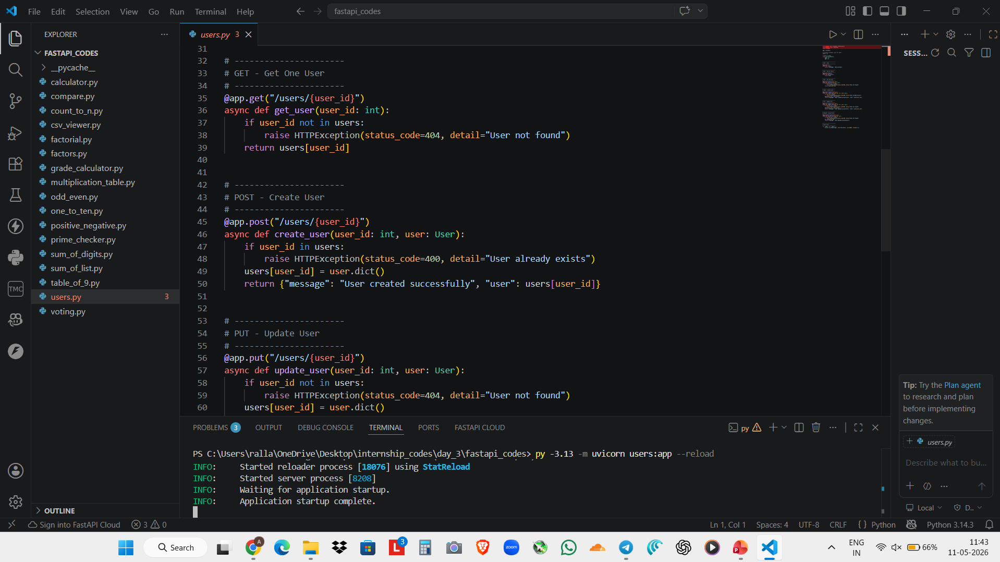 File Edit Selection View Go Run Terminal Help
fastapi_codes
EXPLORER
FASTAPI_CODES
__pycache__
calculator.py
compare.py
count_to_n.py
csv_viewer.py
factorial.py
factors.py
grade_calculator.py
multiplication_table.py
odd_even.py
one_to_ten.py
positive_negative.py
prime_checker.py
sum_of_digits.py
sum_of_list.py
table_of_9.py
users.py 3
voting.py
OUTLINE
TMC
users.py 3
31
32 # ----------------------
33 # GET - Get One User
34 # ----------------------
35 @app.get("/users/{user_id}")
36 async def get_user(user_id: int):
37 if user_id not in users:
38 raise HTTPException(status_code=404, detail="User not found")
39 return users[user_id]
40
41
42 # ----------------------
43 # POST - Create User
44 # ----------------------
45 @app.post("/users/{user_id}")
46 async def create_user(user_id: int, user: User):
47 if user_id in users:
48 raise HTTPException(status_code=400, detail="User already exists")
49 users[user_id] = user.dict()
50 return {"message": "User created successfully", "user": users[user_id]}
51
52
53 # ----------------------
54 # PUT - Update User
55 # ----------------------
56 @app.put("/users/{user_id}")
57 async def update_user(user_id: int, user: User):
58 if user_id not in users:
59 raise HTTPException(status_code=404, detail="User not found")
60 users[user_id] = user.dict()
PROBLEMS 3 OUTPUT DEBUG CONSOLE TERMINAL PORTS FASTAPI CLOUD
py
PS C:\Users\ralla\OneDrive\Desktop\internship_codes\day_3\fastapi_codes> py -3.13 -m uvicorn users:app --reload
INFO: Started reloader process [18076] using StatReload
INFO: Started server process [8208]
INFO: Waiting for application startup.
INFO: Application startup complete.
SESS...
Tip: Try the Plan agent
to research and plan
before implementing
changes.
users.py
Describe what to bu...
Local D..
Sign into FastAPI Cloud 3 0
Ln 1, Col 1 Spaces: 4 UTF-8 CRLF { } Python Python 3.14.3
Search
A
L 3
zoom
P
ENG
IN
66%
11:43
11-05-2026